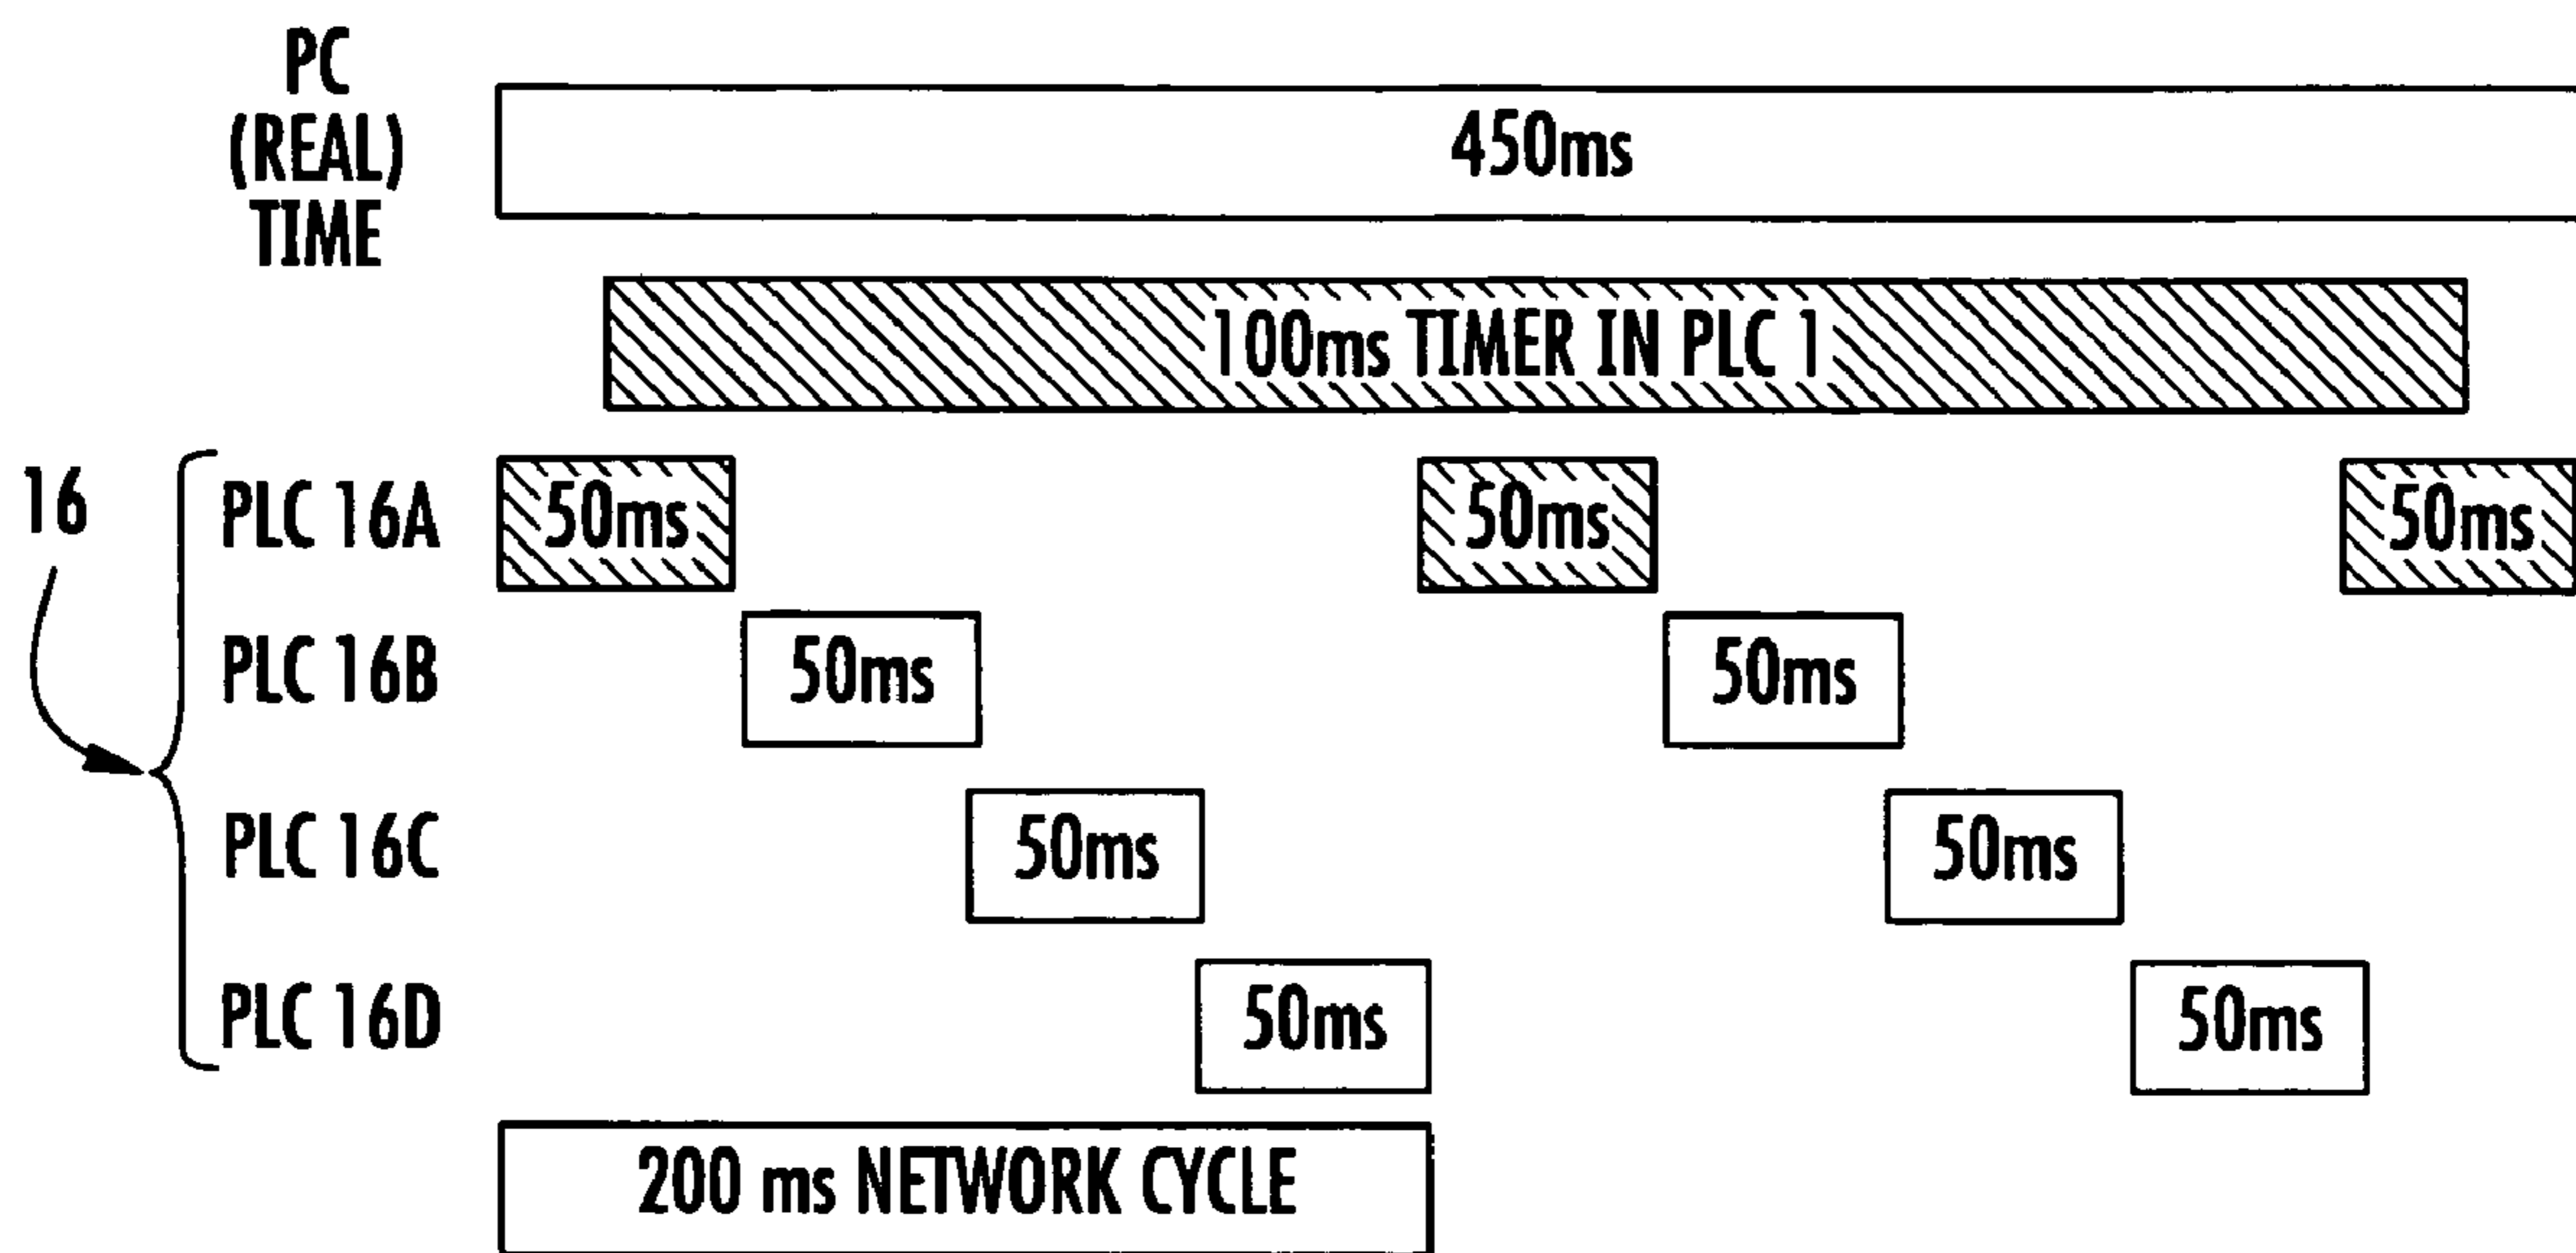 PC
(REAL)
TIME
450ms
100ms TIMER IN PLC 1
16
PLC 16A
50ms
50ms
50ms
PLC 16B
50ms
50ms
PLC 16C
50ms
50ms
PLC 16D
50ms
50ms
200 ms NETWORK CYCLE